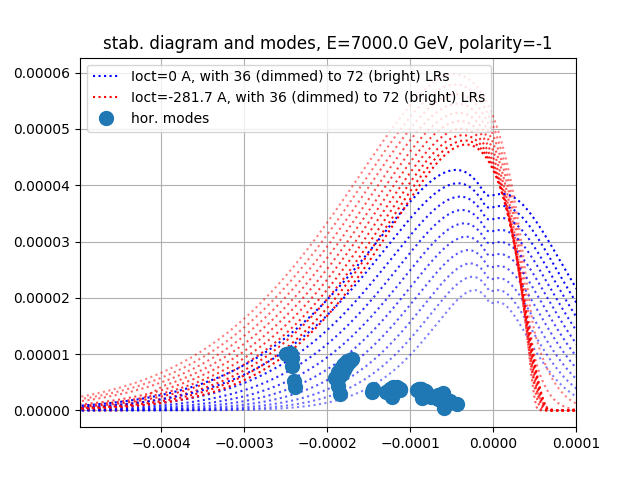 stab. diagram and modes, E=7000.0 GeV, polarity=-1
Ioct=0 A, with 36 (dimmed) to 72 (bright) LRs
Ioct=-281.7 A, with 36 (dimmed) to 72 (bright) LRs
hor. modes
0.00006
0.00005
0.00004
0.00003
0.00002
0.00001
0.00000
−0.0004 −0.0003 −0.0002 −0.0001 0.0000 0.0001